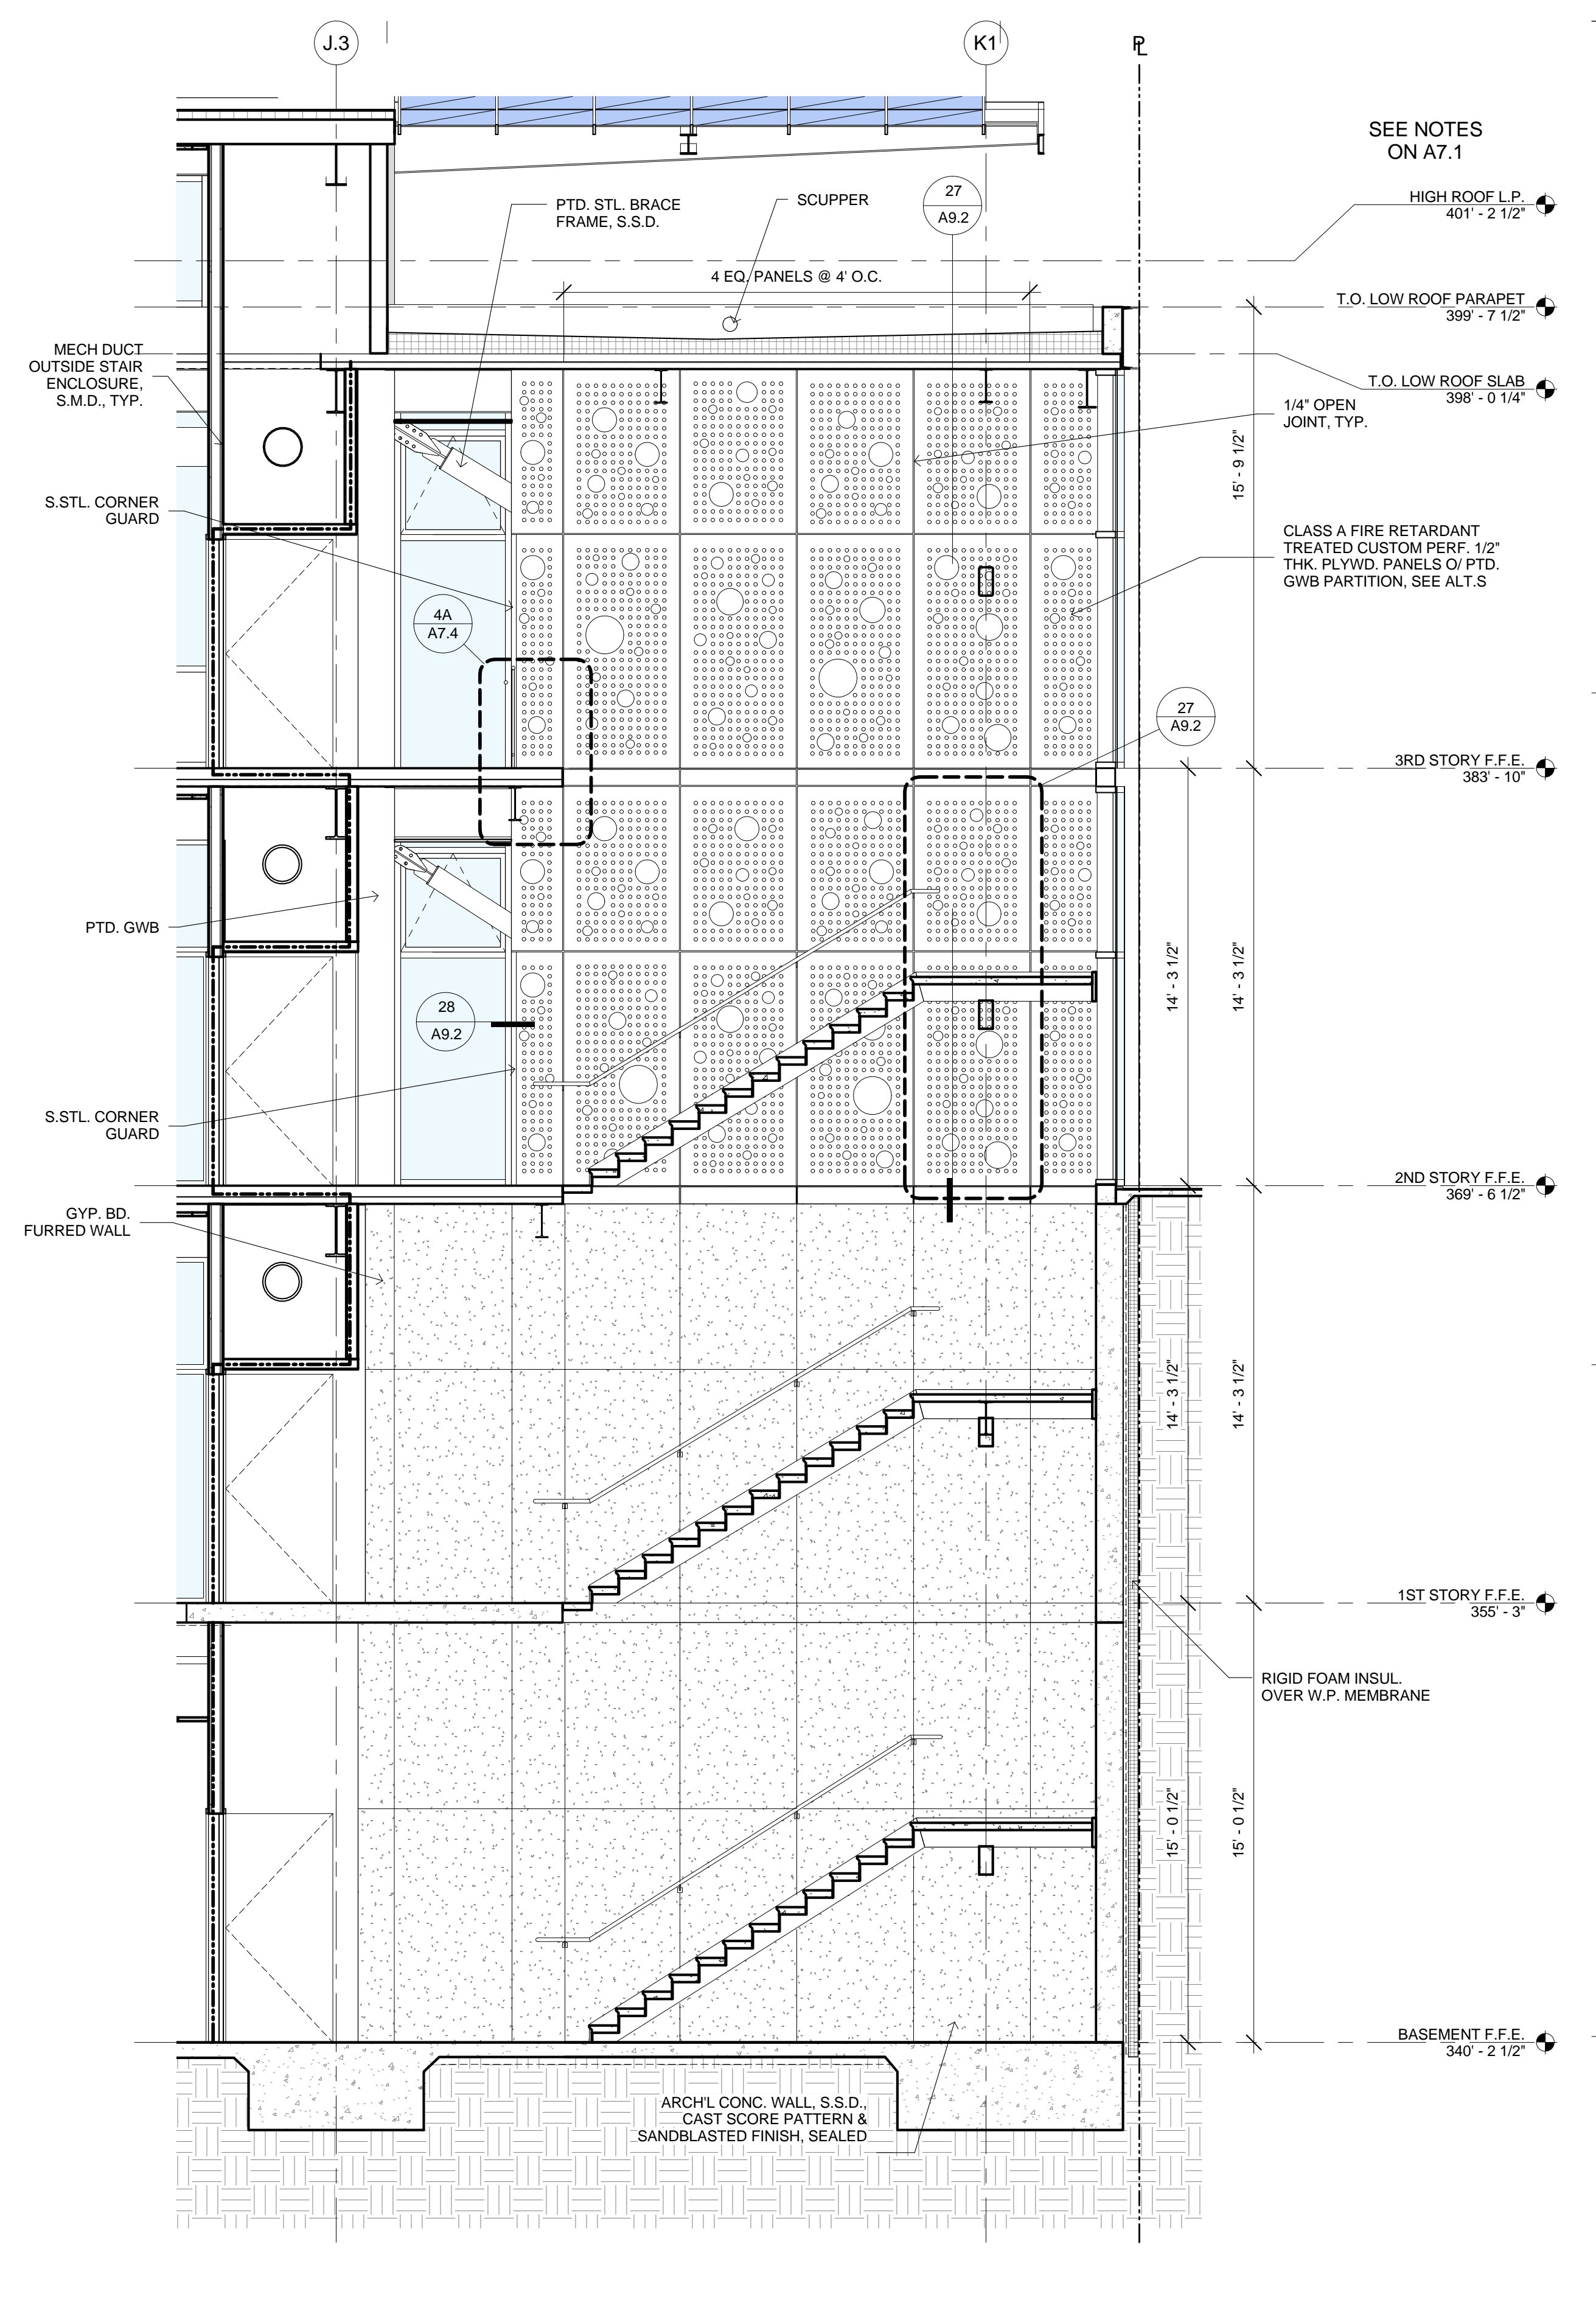 J.3
K1
PL
SEE NOTES
ON A7.1
HIGH ROOF L.P.
401' - 2 1/2"
PTD. STL. BRACE
FRAME, S.S.D.
SCUPPER
27
A9.2
4 EQ. PANELS @ 4' O.C.
T.O. LOW ROOF PARAPET
399' - 7 1/2"
MECH DUCT
OUTSIDE STAIR
ENCLOSURE,
S.M.D., TYP.
T.O. LOW ROOF SLAB
398' - 0 1/4"
1/4" OPEN
JOINT, TYP.
15' - 9 1/2"
S.STL. CORNER
GUARD
CLASS A FIRE RETARDANT
TREATED CUSTOM PERF. 1/2"
THK. PLYWD. PANELS O/ PTD.
GWB PARTITION, SEE ALT.S
4A
A7.4
27
A9.2
3RD STORY F.F.E.
383' - 10"
PTD. GWB
14' - 3 1/2"
14' - 3 1/2"
28
A9.2
S.STL. CORNER
GUARD
2ND STORY F.F.E.
369' - 6 1/2"
GYP. BD.
FURRED WALL
14' - 3 1/2"
14' - 3 1/2"
1ST STORY F.F.E.
355' - 3"
RIGID FOAM INSUL.
OVER W.P. MEMBRANE
15' - 0 1/2"
15' - 0 1/2"
BASEMENT F.F.E.
340' - 2 1/2"
ARCH'L CONC. WALL, S.S.D.,
CAST SCORE PATTERN &
SANDBLASTED FINISH, SEALED